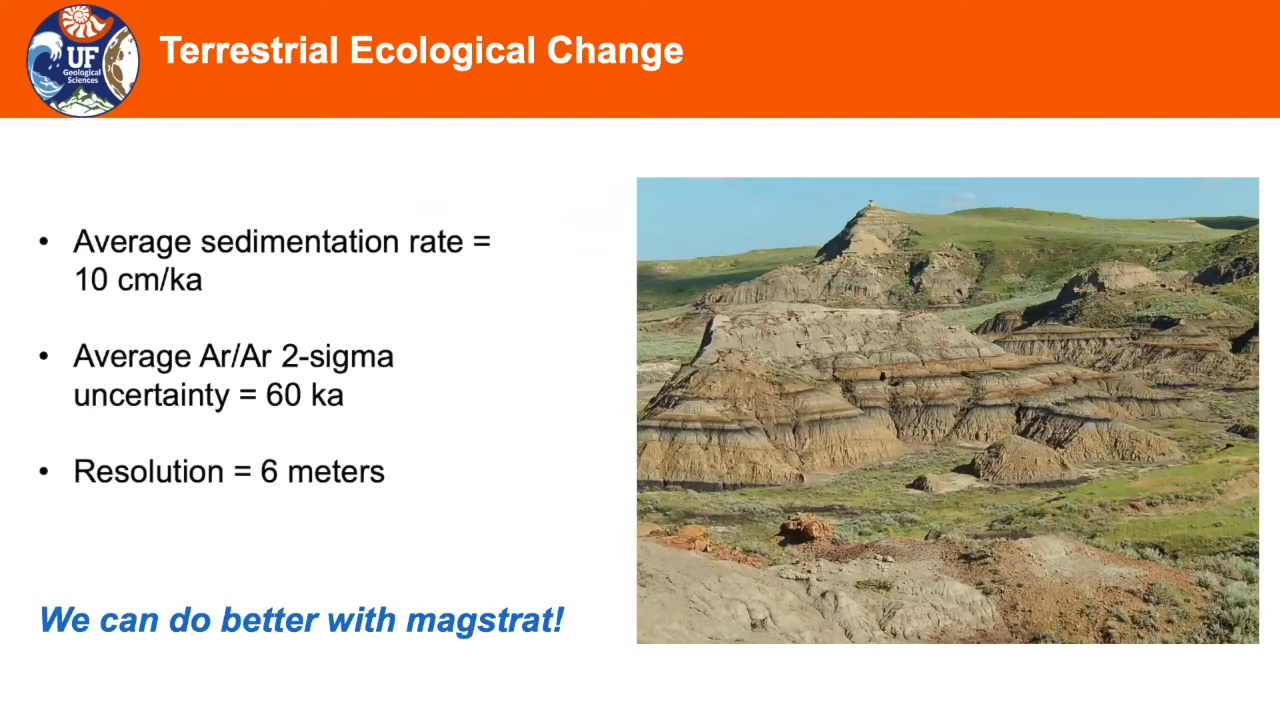 UF
Geological
Sciences
Terrestrial Ecological Change
• Average sedimentation rate =
10 cm/ka
• Average Ar/Ar 2-sigma
uncertainty = 60 ka
• Resolution = 6 meters
We can do better with magstrat!